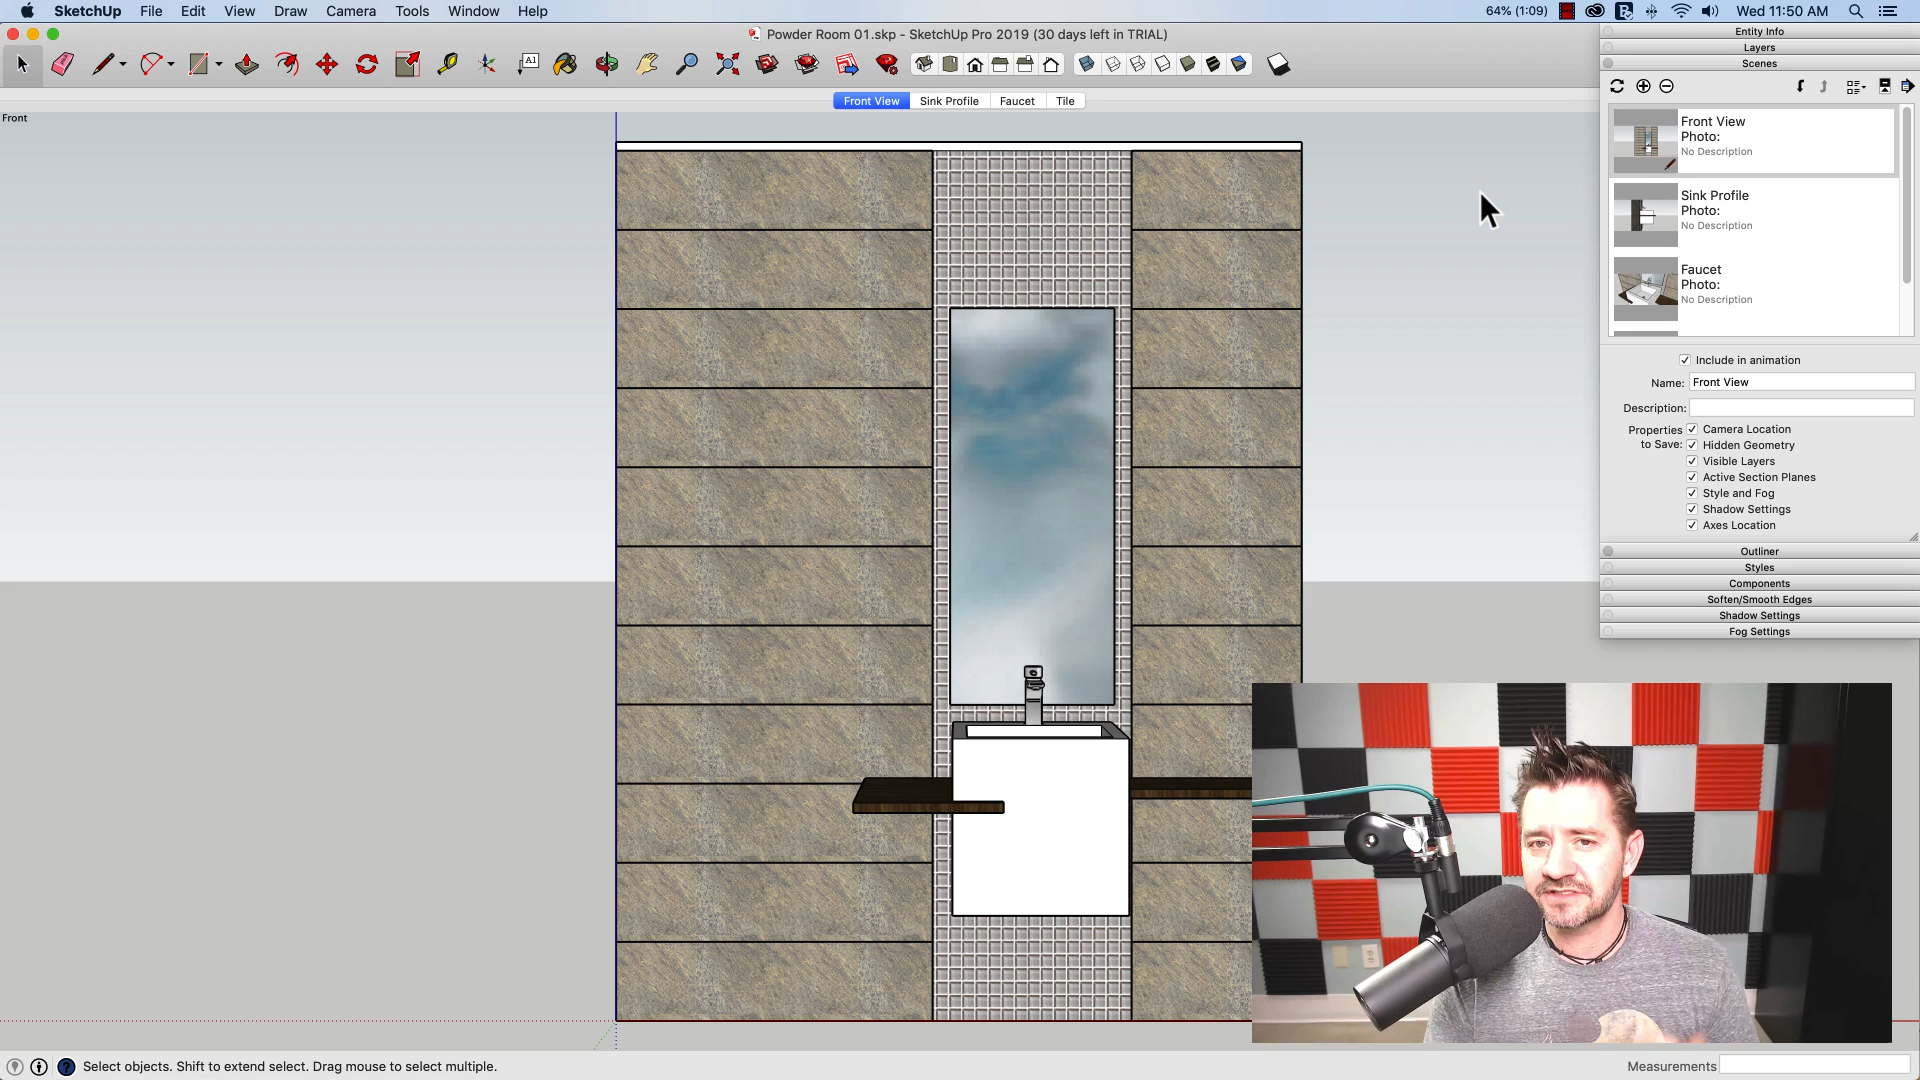 SketchUp File Edit View Draw Camera Tools Window Help 64% (1:09) Wed 11:50 AM
Powder Room 01.skp - SketchUp Pro 2019 (30 days left in TRIAL)
A1
Front View Sink Profile Faucet Tile
Front
Entity Info
Layers
Scenes
Front View
Photo:
No Description
Sink Profile
Photo:
No Description
Faucet
Photo:
No Description
Include in animation
Name: Front View
Description:
Properties to Save:
Camera Location
Hidden Geometry
Visible Layers
Active Section Planes
Style and Fog
Shadow Settings
Axes Location
Outliner
Styles
Components
Soften/Smooth Edges
Shadow Settings
Fog Settings
Select objects. Shift to extend select. Drag mouse to select multiple.
Measurements